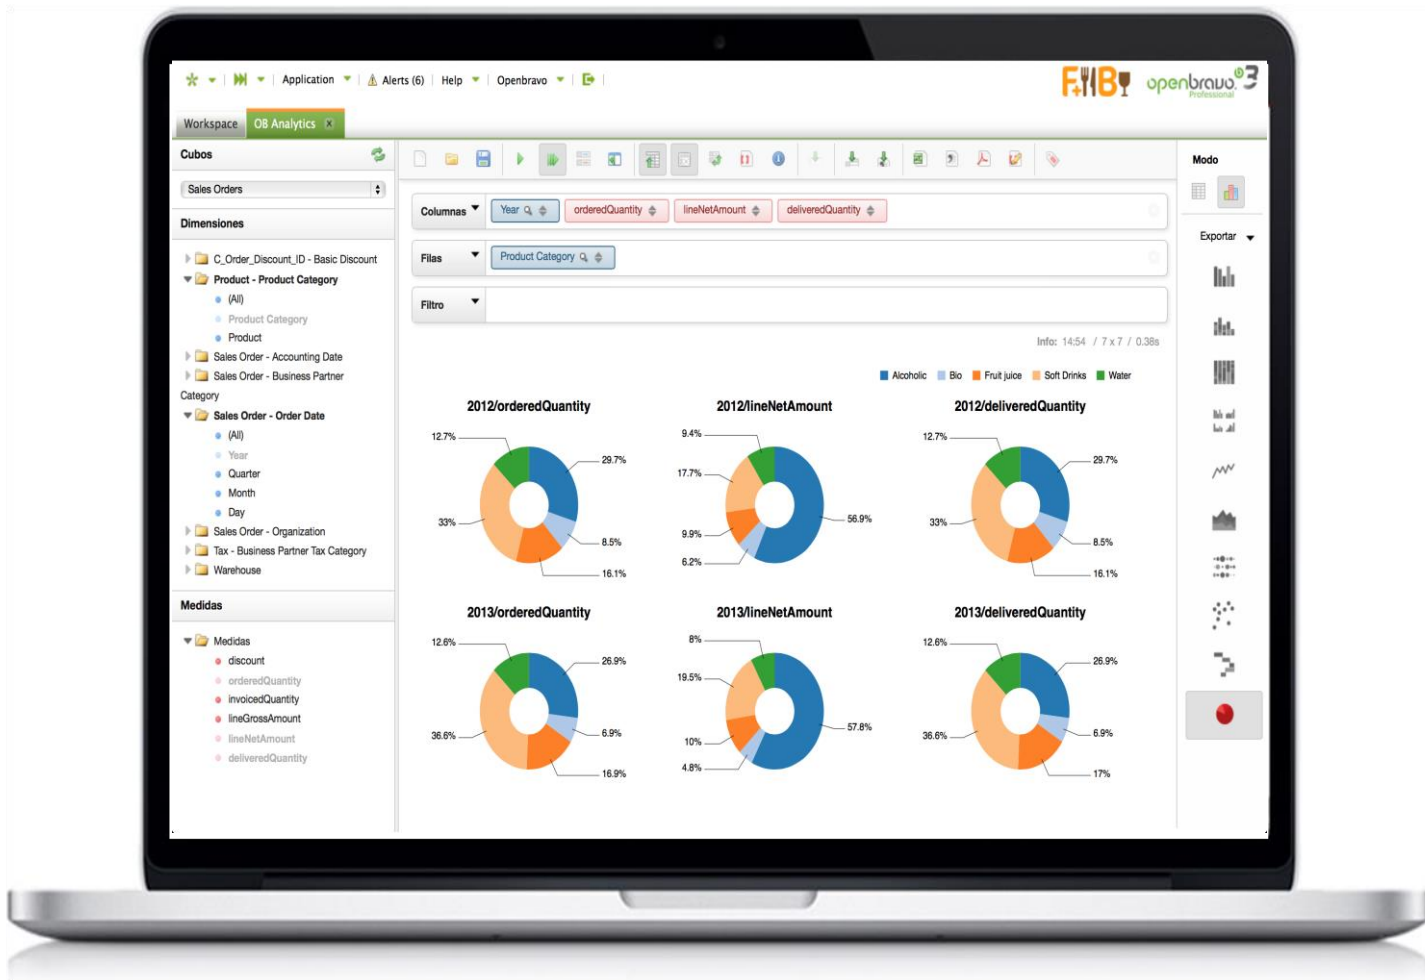 Application
Alerts (6)
Help
Openbravo
F+B
openbravo 3
Professional
Workspace
OB Analytics
Cubos
Sales Orders
Dimensiones
C_Order_Discount_ID - Basic Discount
Product - Product Category
(All)
Product Category
Product
Sales Order - Accounting Date
Sales Order - Business Partner
Category
Sales Order - Order Date
(All)
Year
Quarter
Month
Day
Sales Order - Organization
Tax - Business Partner Tax Category
Warehouse
Medidas
Medidas
discount
orderedQuantity
invoicedQuantity
lineGrossAmount
lineNetAmount
deliveredQuantity
Columnas
Year
orderedQuantity
lineNetAmount
deliveredQuantity
Filas
Product Category
Filtro
Info: 14:54 / 7 x 7 / 0.38s
Alcoholic
Bio
Fruit juice
Soft Drinks
Water
2012/orderedQuantity
12.7%
29.7%
33%
8.5%
16.1%
2012/lineNetAmount
9.4%
17.7%
56.9%
9.9%
6.2%
2012/deliveredQuantity
12.7%
29.7%
33%
8.5%
16.1%
2013/orderedQuantity
12.6%
26.9%
36.6%
6.9%
16.9%
2013/lineNetAmount
8%
19.5%
57.8%
10%
4.8%
2013/deliveredQuantity
12.6%
26.9%
36.6%
6.9%
17%
Modo
Exportar